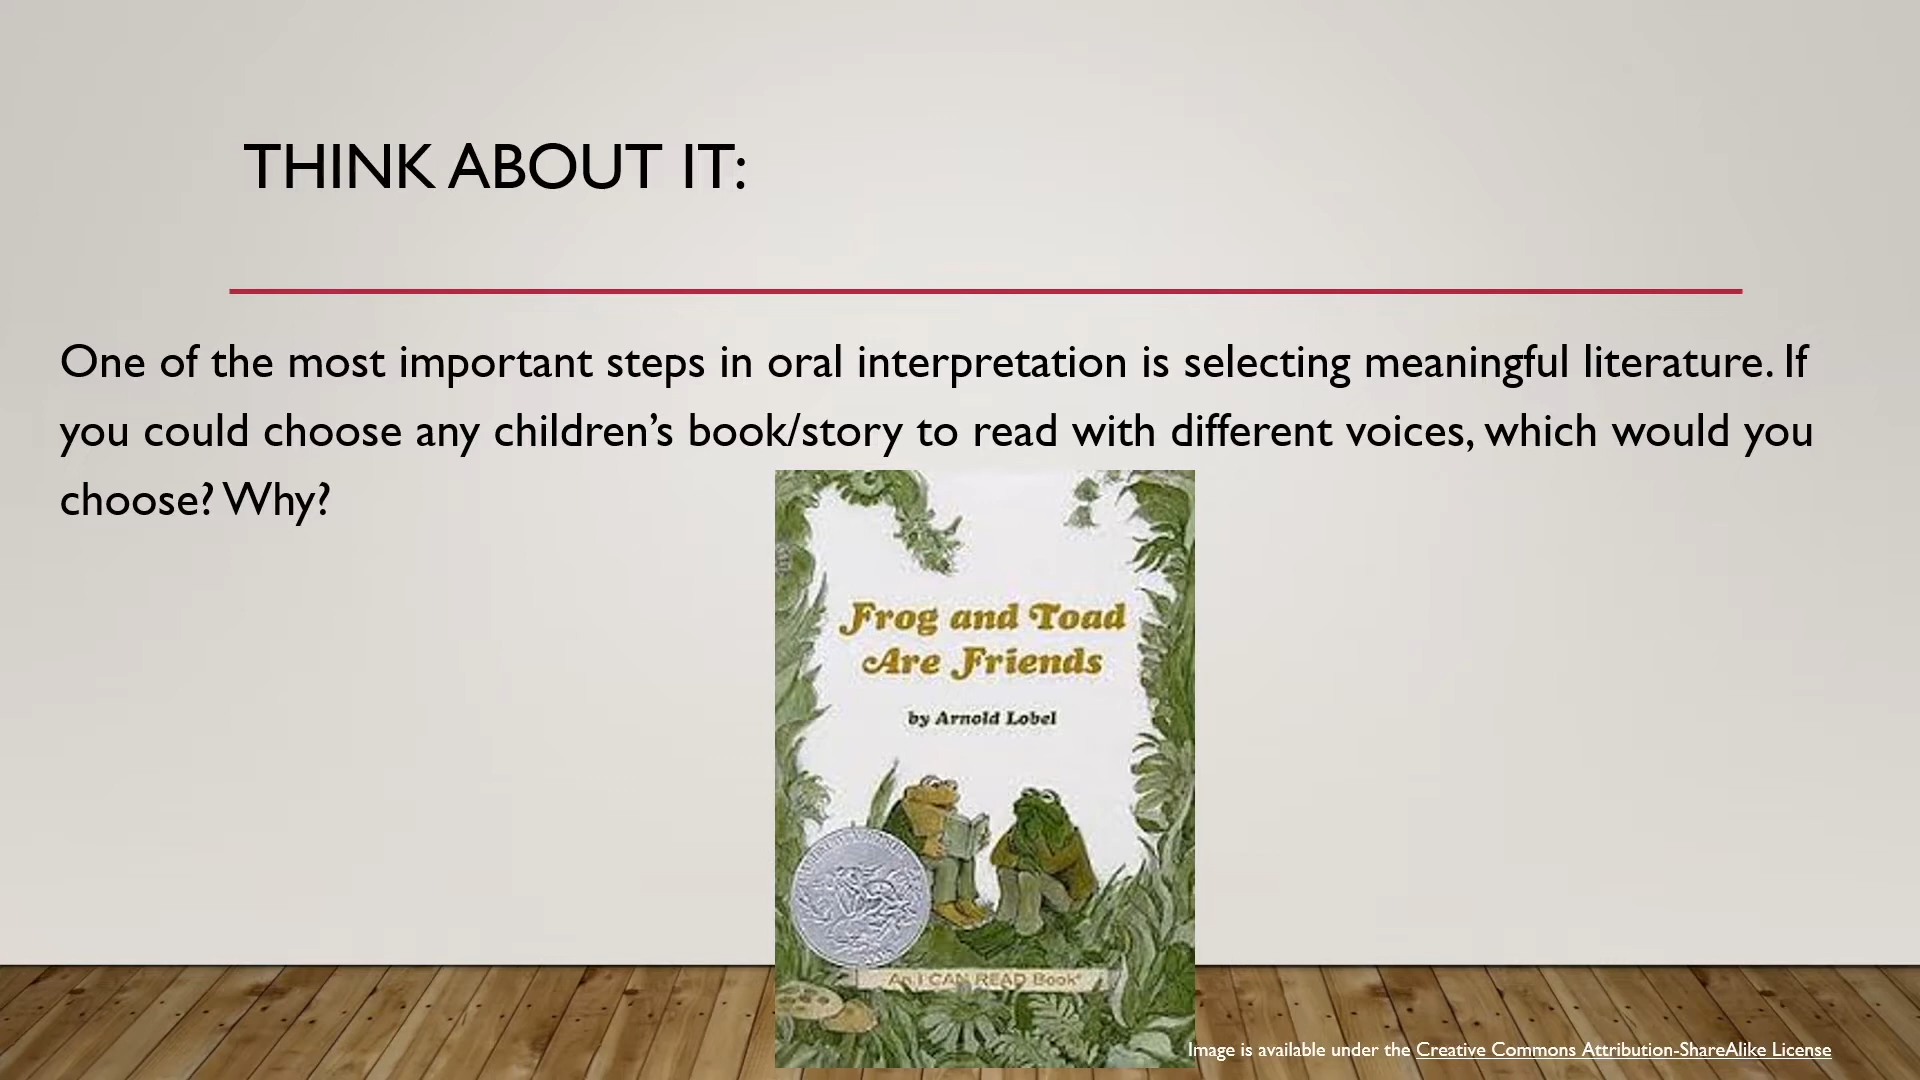 THINK ABOUT IT:
One of the most important steps in oral interpretation is selecting meaningful literature. If
you could choose any children’s book/story to read with different voices, which would you
choose? Why?
Frog and Toad
Are Friends
by Arnold Lobel
An I CAN READ Book®
Image is available under the Creative Commons Attribution-ShareAlike License